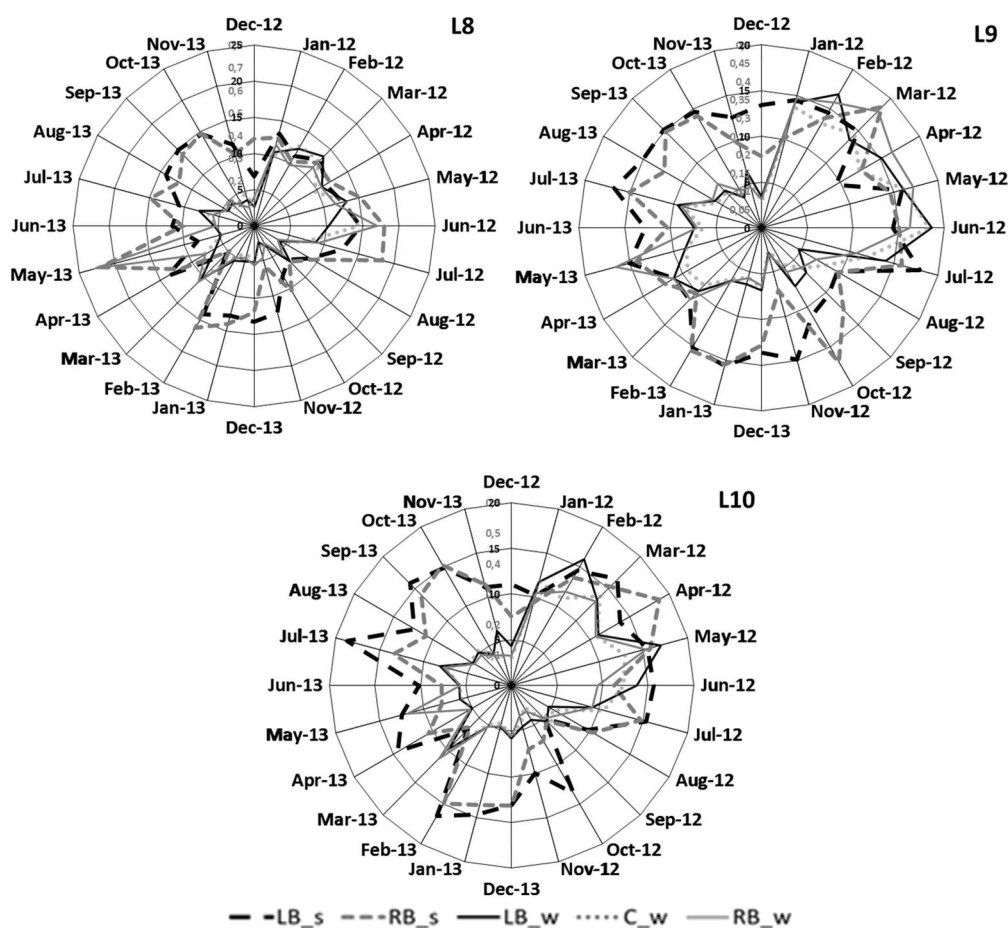 L8
Dec-12
Jan-12
Feb-12
Mar-12
Apr-12
May-12
Jun-12
Jul-12
Aug-12
Sep-12
Oct-12
Nov-12
Dec-13
Jan-13
Feb-13
Mar-13
Apr-13
May-13
Jun-13
Jul-13
Aug-13
Sep-13
Oct-13
Nov-13
25
0,7
20
0,6
15
0,4
5
0
L9
Dec-12
Jan-12
Feb-12
Mar-12
Apr-12
May-12
Jun-12
Jul-12
Aug-12
Sep-12
Oct-12
Nov-12
Dec-13
Jan-13
Feb-13
Mar-13
Apr-13
May-13
Jun-13
Jul-13
Aug-13
Sep-13
Oct-13
Nov-13
20
0,45
0,4
15
0,35
0,3
10
0,2
0,05
0
L10
Dec-12
Jan-12
Feb-12
Mar-12
Apr-12
May-12
Jun-12
Jul-12
Aug-12
Sep-12
Oct-12
Nov-12
Dec-13
Jan-13
Feb-13
Mar-13
Apr-13
May-13
Jun-13
Jul-13
Aug-13
Sep-13
Oct-13
Nov-13
20
0,5
15
0,4
10
0,2
0
LB_s RB_s LB_w C_w RB_w